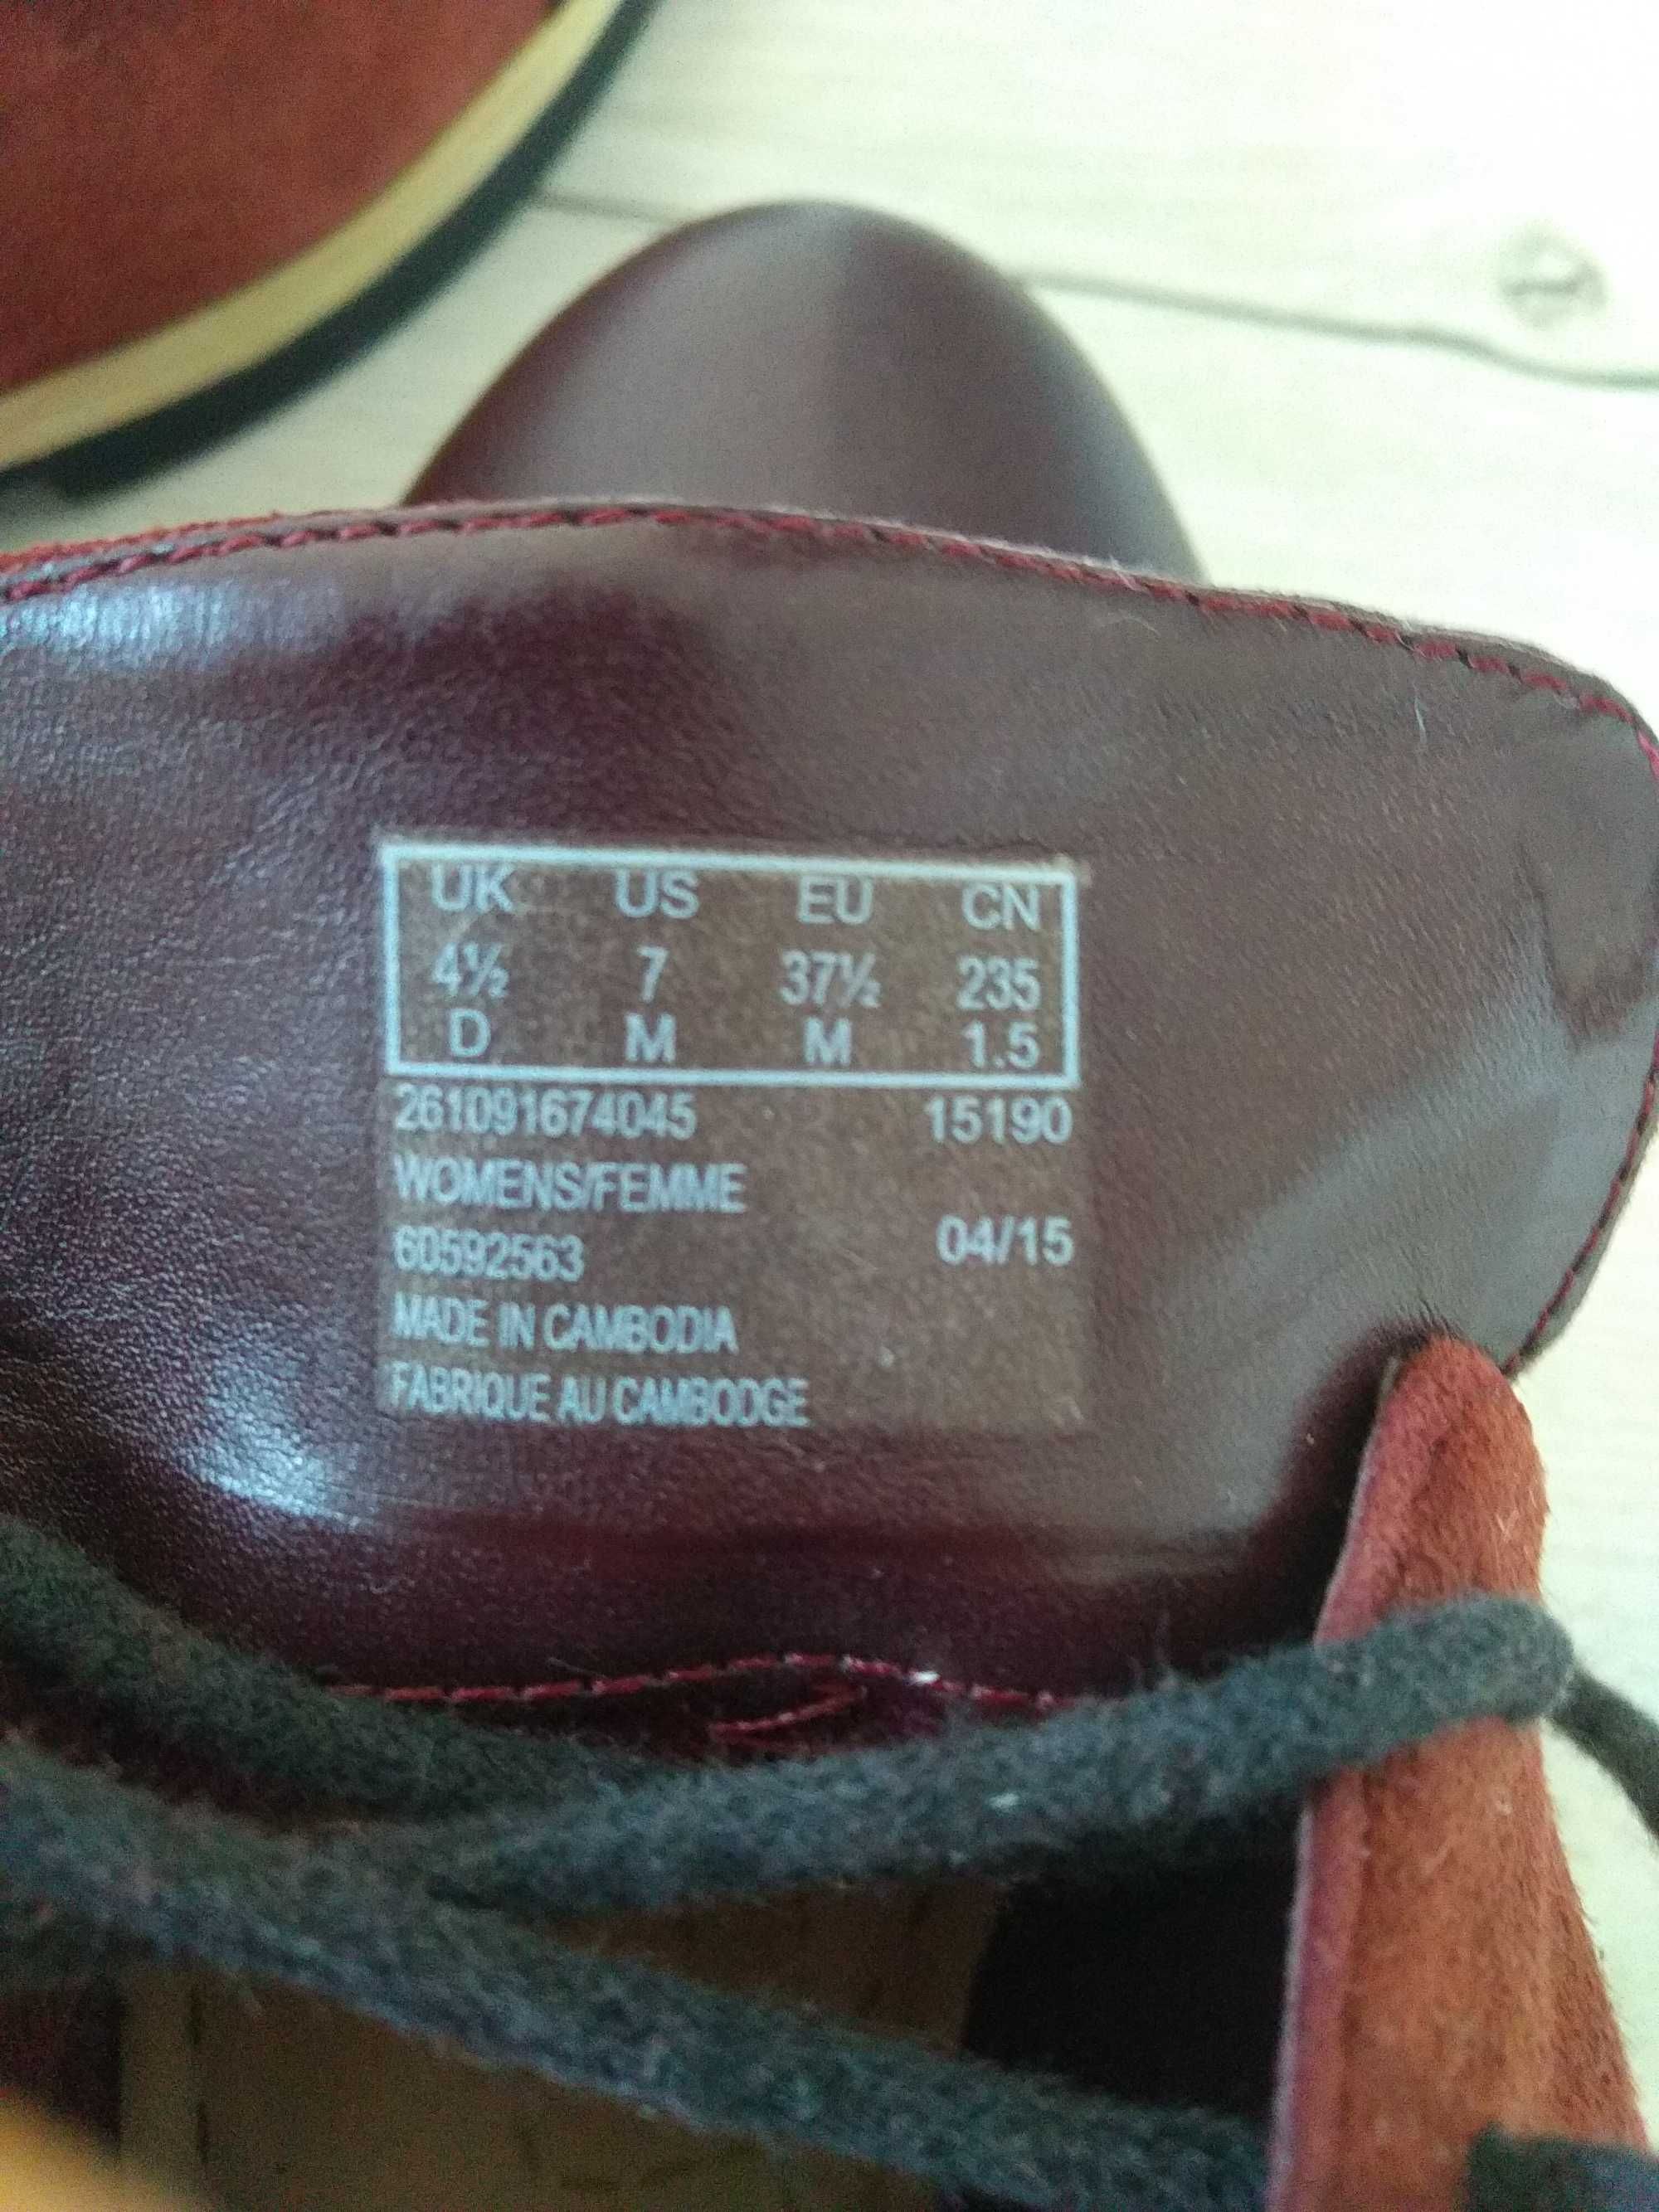 UK US EU CN
4½ 7 37½ 235
D M M 1.5
261091674045 15190
WOMENS/FEMME
60592563 04/15
MADE IN CAMBODIA
FABRIQUE AU CAMBODGE